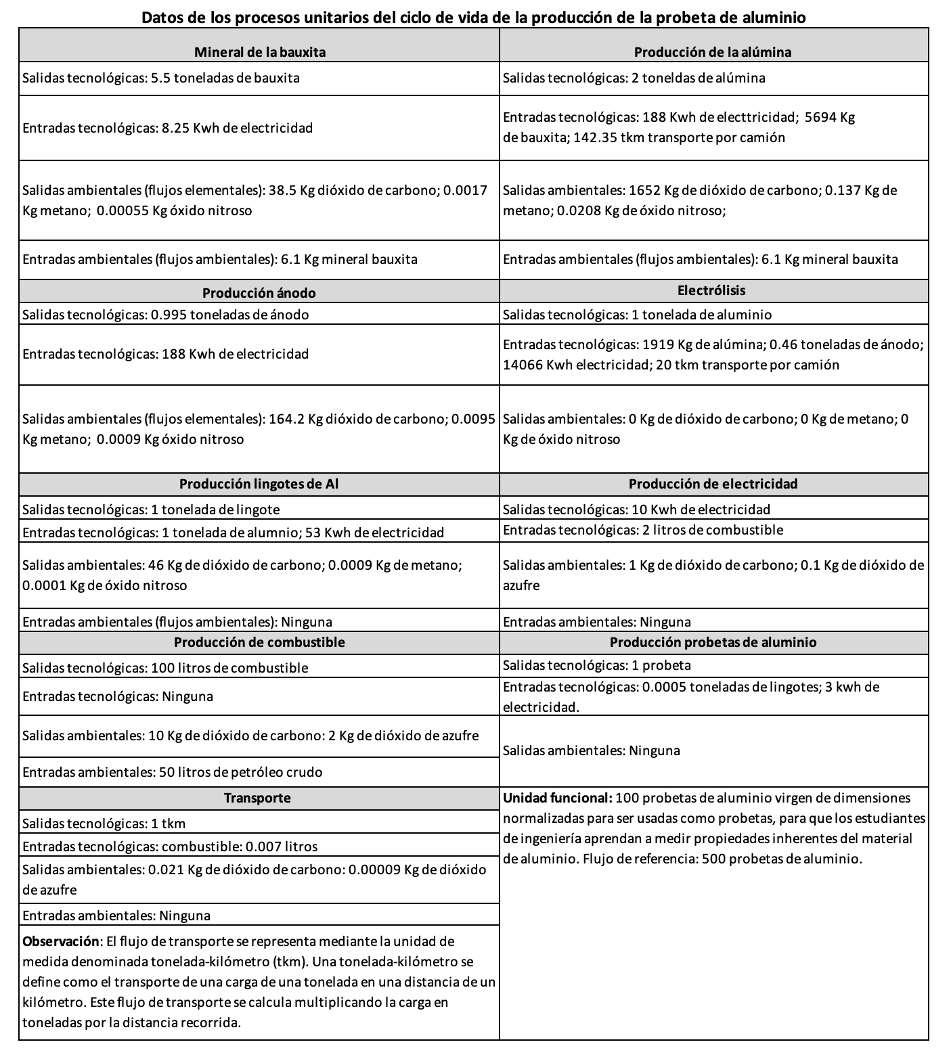 Datos de los procesos unitarios del ciclo de vida de la producción de la probeta de aluminio
Mineral de la bauxita
Producción de la alúmina
Salidas tecnológicas: 5.5 toneladas de bauxita
Salidas tecnológicas: 2 toneldas de alúmina
Entradas tecnológicas: 8.25 Kwh de electricidad
Entradas tecnológicas: 188 Kwh de electtricidad; 5694 Kg
de bauxita; 142.35 tkm transporte por camión
Salidas ambientales (flujos elementales): 38.5 Kg dióxido de carbono; 0.0017
Kg metano; 0.00055 Kg óxido nitroso
Salidas ambientales: 1652 Kg de dióxido de carbono; 0.137 Kg de
metano; 0.0208 Kg de óxido nitroso;
Entradas ambientales (flujos ambientales): 6.1 Kg mineral bauxita
Entradas ambientales (flujos ambientales): 6.1 Kg mineral bauxita
Producción ánodo
Electrólisis
Salidas tecnológicas: 0.995 toneladas de ánodo
Salidas tecnológicas: 1 tonelada de aluminio
Entradas tecnológicas: 188 Kwh de electricidad
Entradas tecnológicas: 1919 Kg de alúmina; 0.46 toneladas de ánodo;
14066 Kwh electricidad; 20 tkm transporte por camión
Salidas ambientales (flujos elementales): 164.2 Kg dióxido de carbono; 0.0095
Kg metano; 0.0009 Kg óxido nitroso
Salidas ambientales: 0 Kg de dióxido de carbono; 0 Kg de metano; 0
Kg de óxido nitroso
Producción lingotes de Al
Producción de electricidad
Salidas tecnológicas: 1 tonelada de lingote
Salidas tecnológicas: 10 Kwh de electricidad
Entradas tecnológicas: 1 tonelada de alumnio; 53 Kwh de electricidad
Entradas tecnológicas: 2 litros de combustible
Salidas ambientales: 46 Kg de dióxido de carbono; 0.0009 Kg de metano;
0.0001 Kg de óxido nitroso
Salidas ambientales: 1 Kg de dióxido de carbono; 0.1 Kg de dióxido de
azufre
Entradas ambientales (flujos ambientales): Ninguna
Entradas ambientales: Ninguna
Producción de combustible
Producción probetas de aluminio
Salidas tecnológicas: 100 litros de combustible
Salidas tecnológicas: 1 probeta
Entradas tecnológicas: Ninguna
Entradas tecnológicas: 0.0005 toneladas de lingotes; 3 kwh de
electricidad.
Salidas ambientales: 10 Kg de dióxido de carbono: 2 Kg de dióxido de azufre
Salidas ambientales: Ninguna
Entradas ambientales: 50 litros de petróleo crudo
Transporte
Salidas tecnológicas: 1 tkm
Entradas tecnológicas: combustible: 0.007 litros
Salidas ambientales: 0.021 Kg de dióxido de carbono: 0.00009 Kg de dióxido
de azufre
Entradas ambientales: Ninguna
Observación: El flujo de transporte se representa mediante la unidad de
medida denominada tonelada-kilómetro (tkm). Una tonelada-kilómetro se
define como el transporte de una carga de una tonelada en una distancia de un
kilómetro. Este flujo de transporte se calcula multiplicando la carga en
toneladas por la distancia recorrida.
Unidad funcional: 100 probetas de aluminio virgen de dimensiones
normalizadas para ser usadas como probetas, para que los estudiantes
de ingeniería aprendan a medir propiedades inherentes del material
de aluminio. Flujo de referencia: 500 probetas de aluminio.